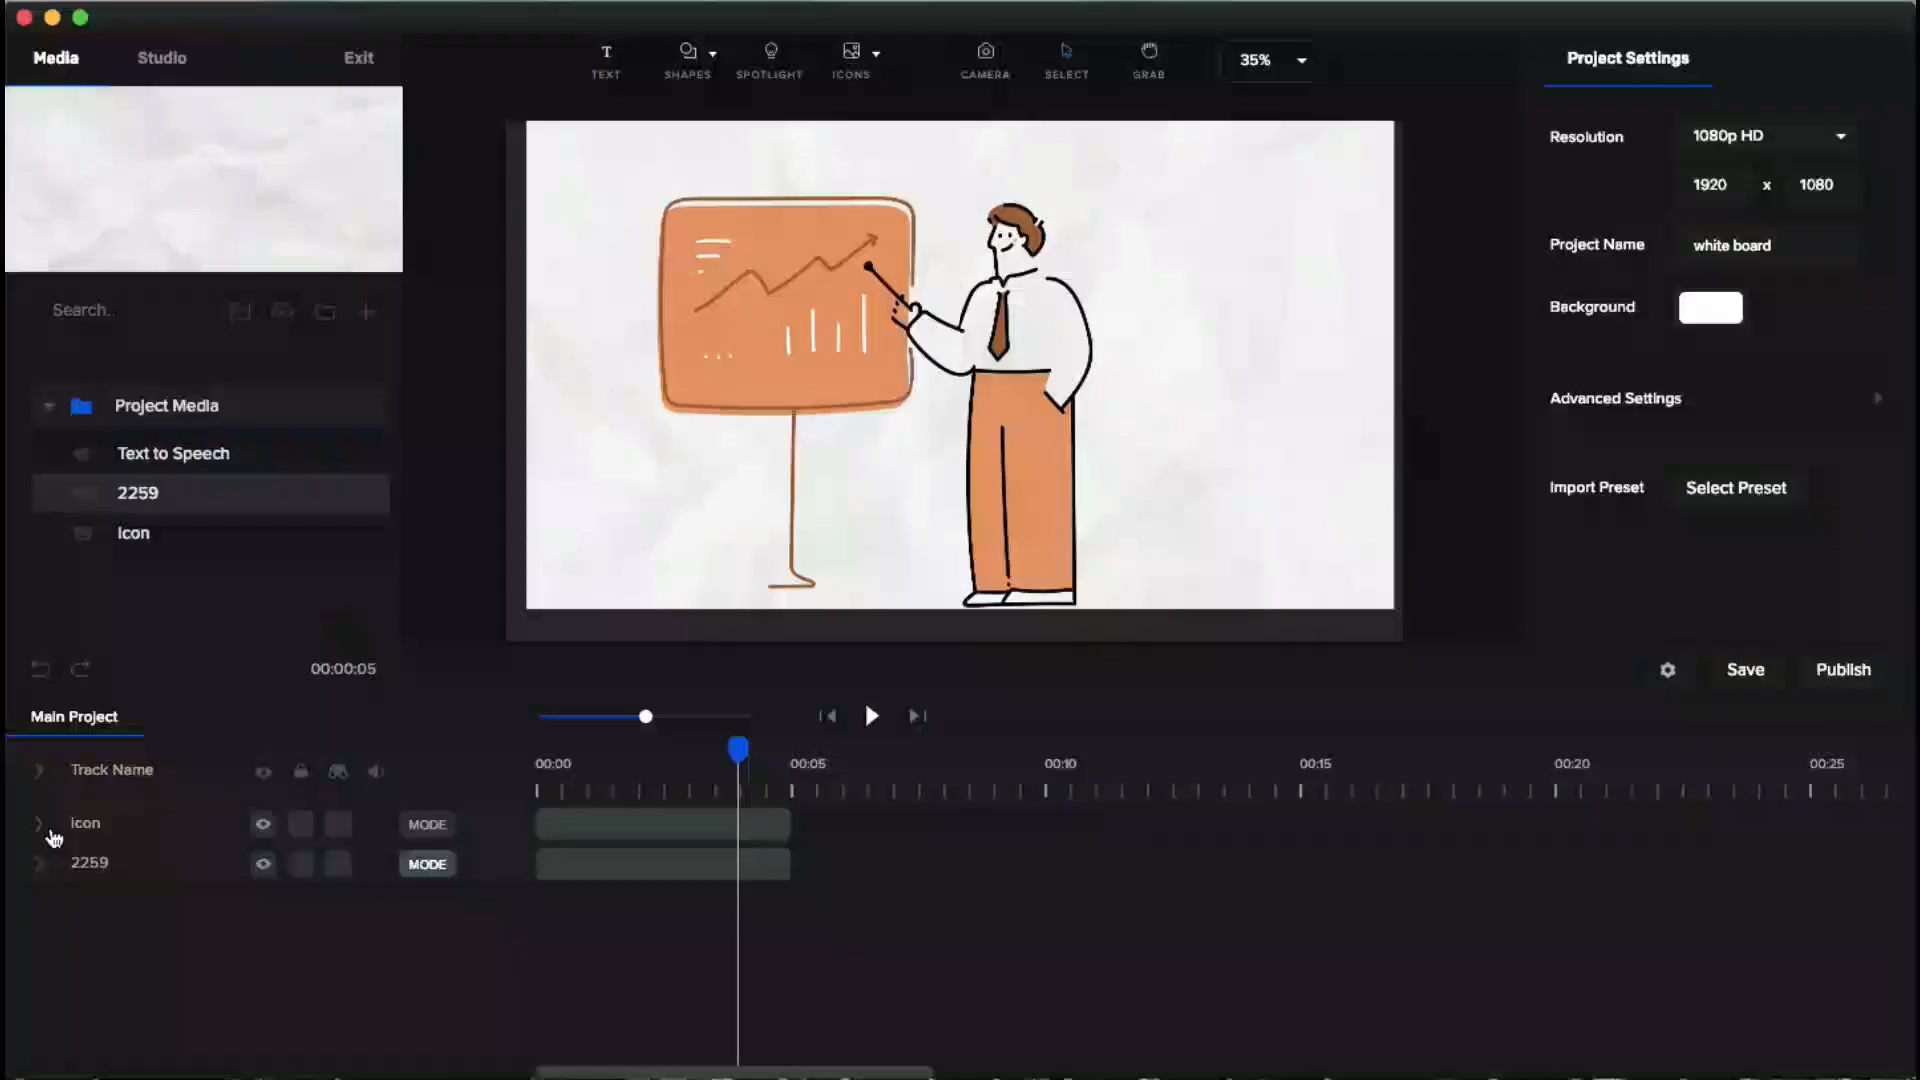 Media
Studio
Exit
TEXT
SHAPES
SPOTLIGHT
ICONS
CAMERA
SELECT
GRAB
35%
Project Settings
Resolution
1080p HD
1920 x 1080
Project Name
white board
Background
Advanced Settings
Import Preset
Select Preset
Search..
Project Media
Text to Speech
2259
Icon
00:00:05
Save
Publish
Main Project
Track Name
00:00
00:05
00:10
00:15
00:20
00:25
Icon
MODE
2259
MODE